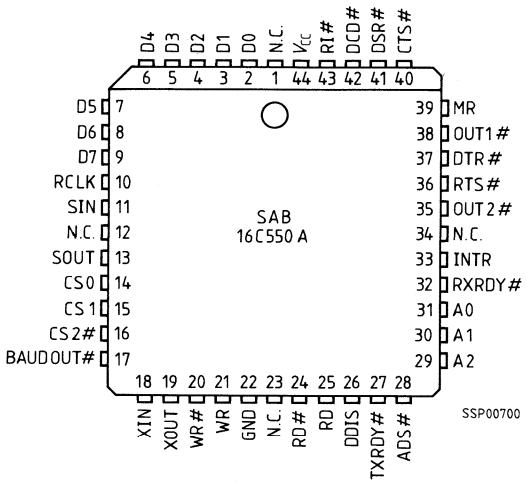 D4 D3 D2 D1 D0 N.C. VCC RI# DCD# DSR# CTS#
6 5 4 3 2 1 44 43 42 41 40
D5 7 39 MR
D6 8 38 OUT1#
D7 9 37 DTR#
RCLK 10 36 RTS#
SIN 11 35 OUT2#
SAB
16C550A
N.C. 12 34 N.C.
SOUT 13 33 INTR
CS0 14 32 RXRDY#
CS1 15 31 A0
CS2# 16 30 A1
BAUDOUT# 17 29 A2
18 19 20 21 22 23 24 25 26 27 28
XIN XOUT WR# WR GND N.C. RD# RD DDIS TXRDY# ADS#
SSP00700